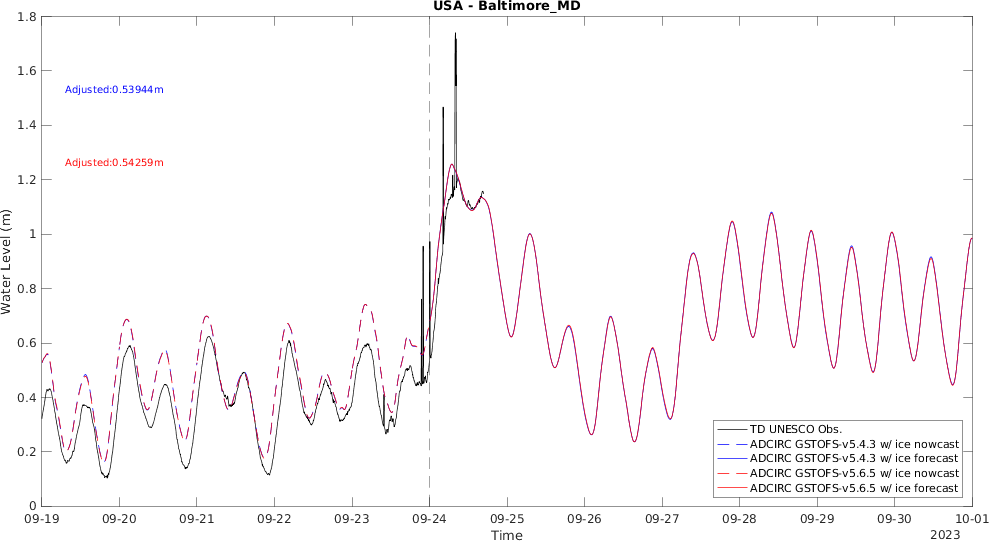 USA - Baltimore_MD
1.8
1.6
1.4
1.2
1
0.8
0.6
0.4
0.2
0
Water Level (m)
Adjusted:0.53944m
Adjusted:0.54259m
TD UNESCO Obs.
ADCIRC GSTOFS-v5.4.3 w/ ice nowcast
ADCIRC GSTOFS-v5.4.3 w/ ice forecast
ADCIRC GSTOFS-v5.6.5 w/ ice nowcast
ADCIRC GSTOFS-v5.6.5 w/ ice forecast
09-19 09-20 09-21 09-22 09-23 09-24 09-25 09-26 09-27 09-28 09-29 09-30 10-01
Time
2023